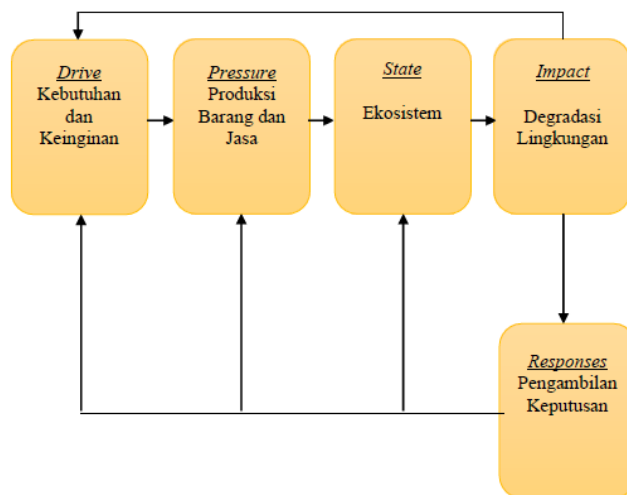 Drive
Kebutuhan
dan
Keinginan
Pressure
Produksi
Barang dan
Jasa
State
Ekosistem
Impact
Degradasi
Lingkungan
Responses
Pengambilan
Keputusan